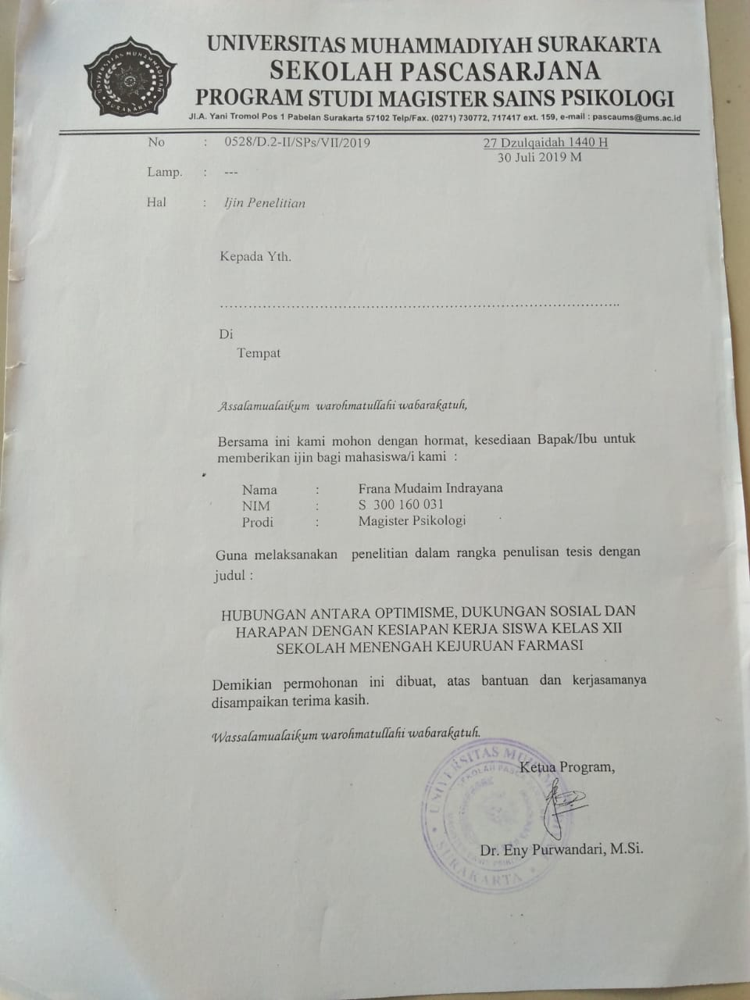 UNIVERSITAS MUHAMMADIYAH SURAKARTA
SEKOLAH PASCASARJANA
PROGRAM STUDI MAGISTER SAINS PSIKOLOGI
Jl.A. Yani Tromol Pos 1 Pabelan Surakarta 57102 Telp/Fax. (0271) 730772, 717417 ext. 159, e-mail : pascaums@ums.ac.id
No : 0528/D.2-II/SPs/VII/2019 27 Dzulqaidah 1440 H
30 Juli 2019 M
Lamp. : ---
Hal : Ijin Penelitian
Kepada Yth.
.......................................................................................
Di
Tempat
Assalamualaikum warohmatullahi wabarakatuh,
Bersama ini kami mohon dengan hormat, kesediaan Bapak/Ibu untuk
memberikan ijin bagi mahasiswa/i kami :
Nama : Frana Mudaim Indrayana
NIM : S 300 160 031
Prodi : Magister Psikologi
Guna melaksanakan penelitian dalam rangka penulisan tesis dengan
judul :
HUBUNGAN ANTARA OPTIMISME, DUKUNGAN SOSIAL DAN
HARAPAN DENGAN KESIAPAN KERJA SISWA KELAS XII
SEKOLAH MENENGAH KEJURUAN FARMASI
Demikian permohonan ini dibuat, atas bantuan dan kerjasamanya
disampaikan terima kasih.
Wassalamualaikum warohmatullahi wabarakatuh.
Ketua Program,
Dr. Eny Purwandari, M.Si.
UNIVERSITAS
SURAKARTA